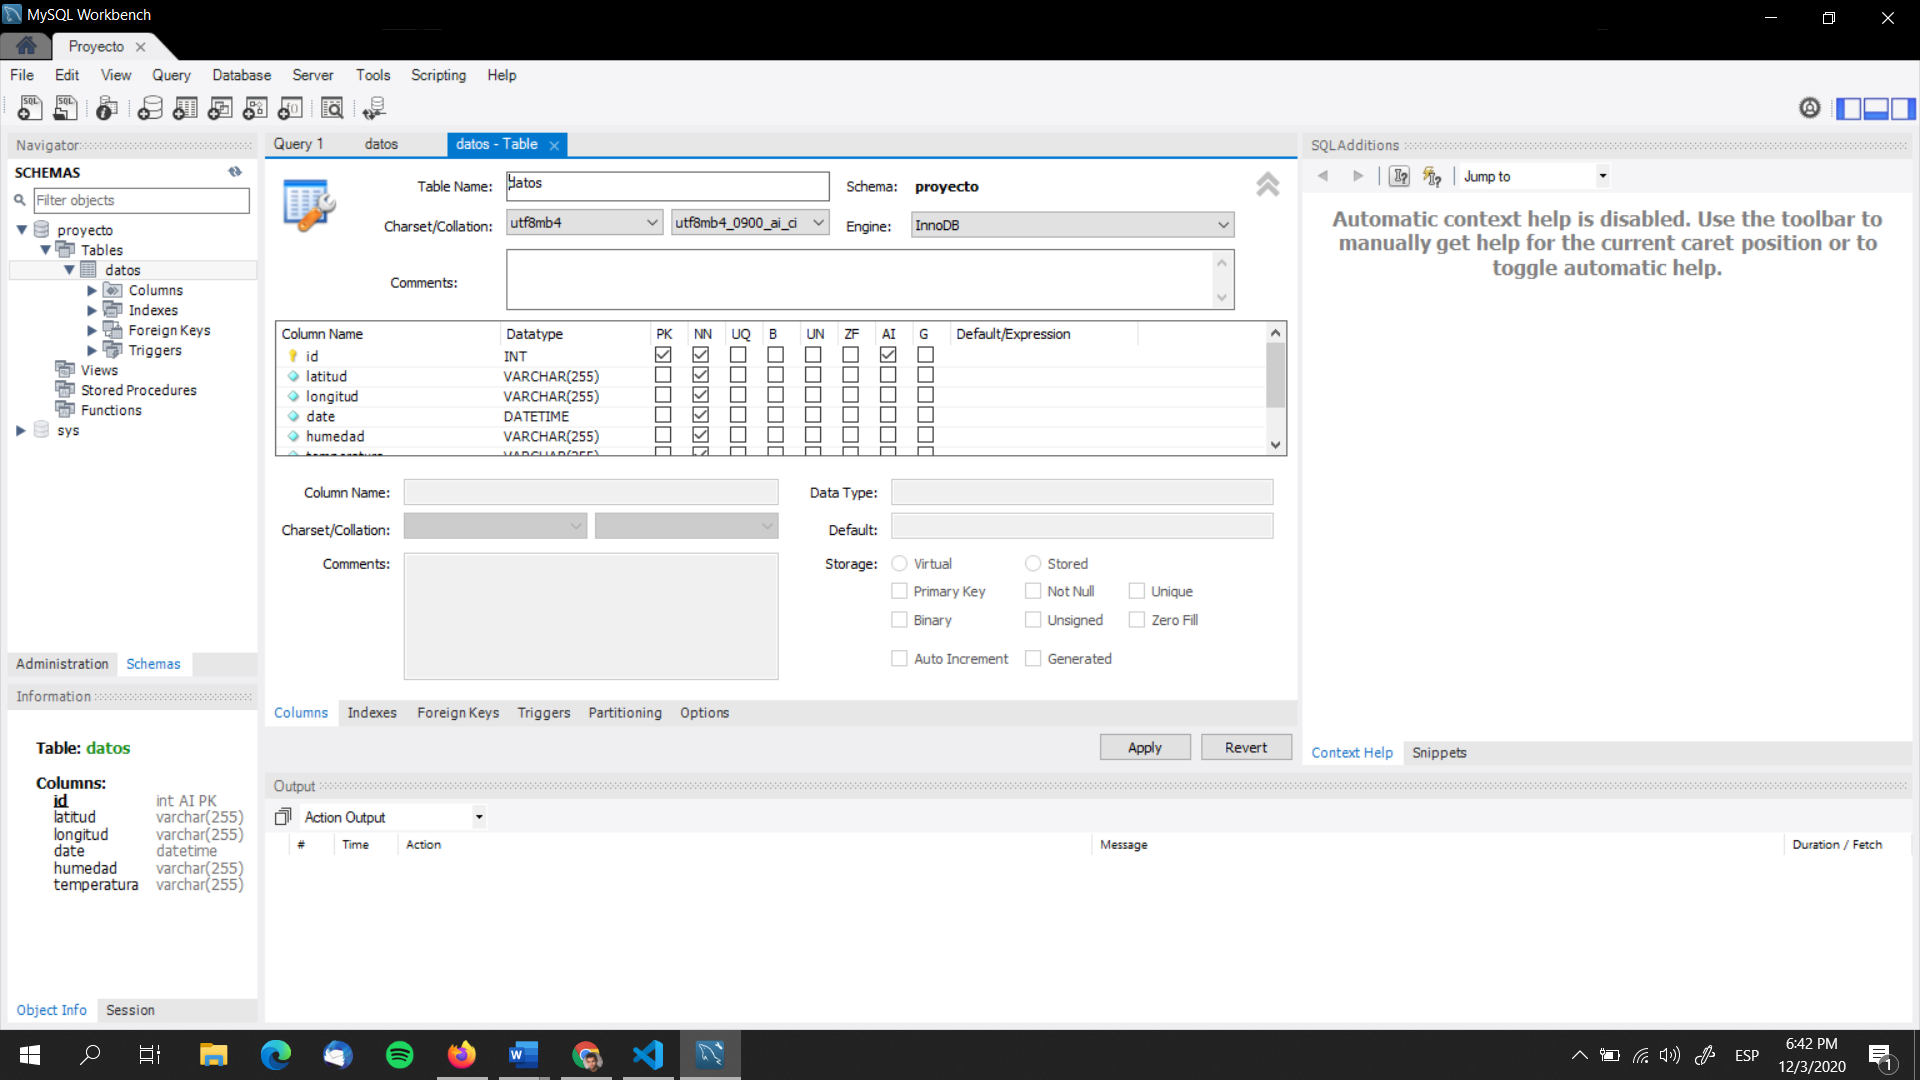 MySQL Workbench
Proyecto
File Edit View Query Database Server Tools Scripting Help
Navigator
SCHEMAS
Filter objects
proyecto
Tables
datos
Columns
Indexes
Foreign Keys
Triggers
Views
Stored Procedures
Functions
sys
Administration Schemas
Information
Table: datos
Columns:
id int AI PK
latitud varchar(255)
longitud varchar(255)
date datetime
humedad varchar(255)
temperatura varchar(255)
Object Info Session
Query 1 datos datos - Table
Table Name: datos Schema: proyecto
Charset/Collation: utf8mb4 utf8mb4_0900_ai_ci Engine: InnoDB
Comments:
Column Name Datatype PK NN UQ B UN ZF AI G Default/Expression
id INT
latitud VARCHAR(255)
longitud VARCHAR(255)
date DATETIME
humedad VARCHAR(255)
temperatura VARCHAR(255)
Column Name: Data Type:
Charset/Collation: Default:
Comments: Storage: Virtual Stored
Primary Key Not Null Unique
Binary Unsigned Zero Fill
Auto Increment Generated
Columns Indexes Foreign Keys Triggers Partitioning Options
Apply Revert
SQLAdditions
Jump to
Automatic context help is disabled. Use the toolbar to
manually get help for the current caret position or to
toggle automatic help.
Context Help Snippets
Output
Action Output
# Time Action Message Duration / Fetch
ESP
6:42 PM
12/3/2020
1